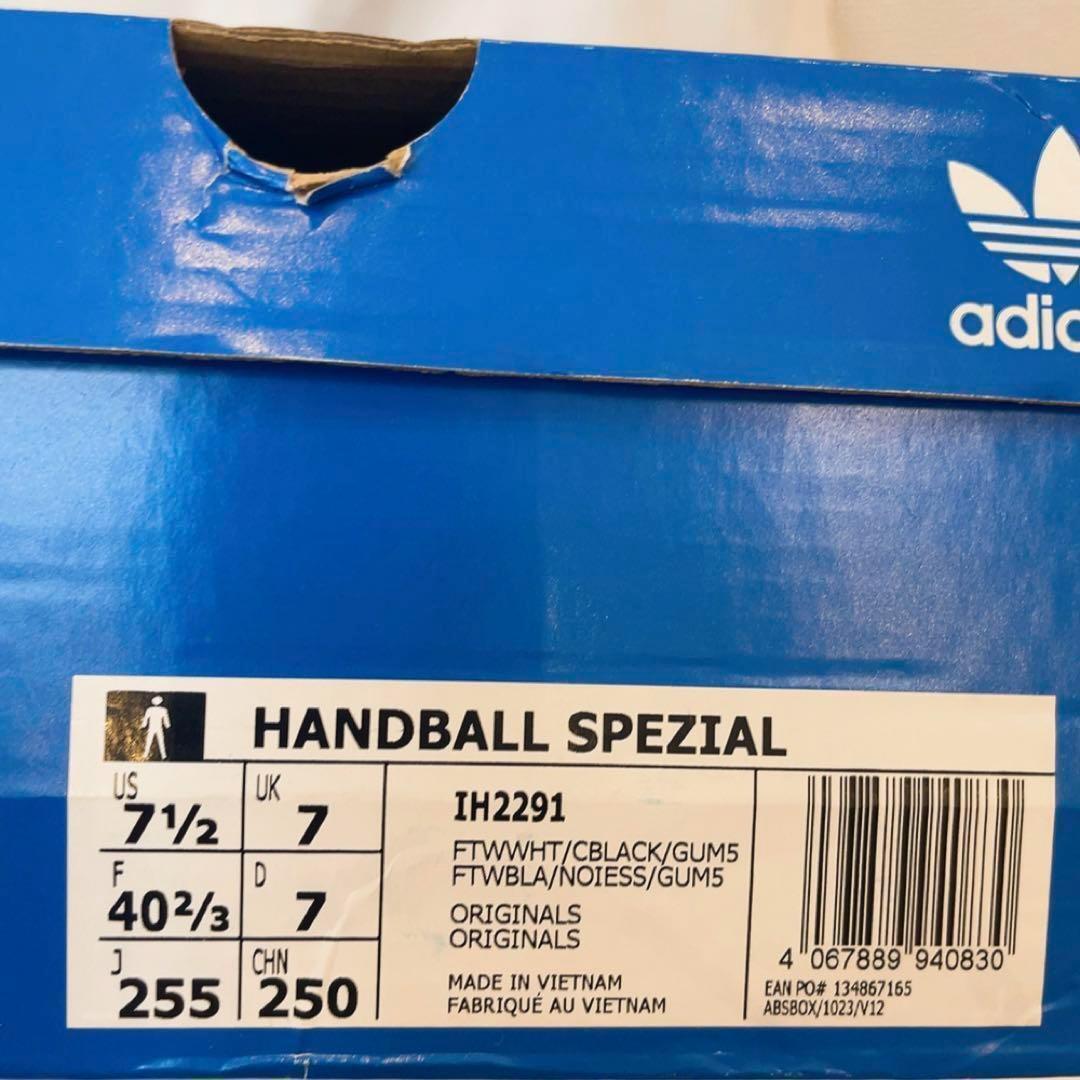 adid
HANDBALL SPEZIAL
US 7½ UK 7
F 40⅔ D 7
J 255 CHN 250
IH2291
FTWWHT/CBLACK/GUM5
FTWBLA/NOIESS/GUM5
ORIGINALS
ORIGINALS
MADE IN VIETNAM
FABRIQUÉ AU VIETNAM
4 067889 940830
EAN PO# 134867165
ABSBOX/1023/V12